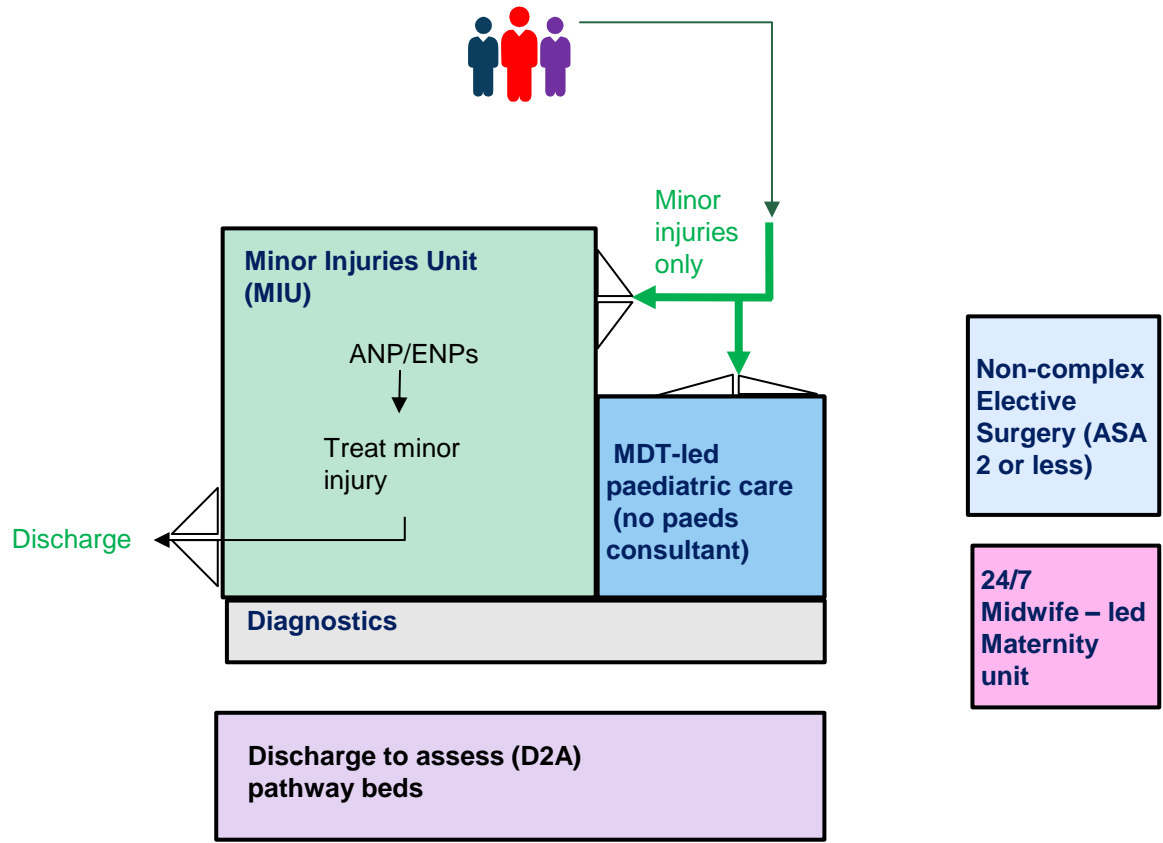 Minor
injuries
only
Minor Injuries Unit
(MIU)
ANP/ENPs
Treat minor
injury
Discharge
MDT-led
paediatric care
(no paeds
consultant)
Diagnostics
Discharge to assess (D2A)
pathway beds
Non-complex
Elective
Surgery (ASA
2 or less)
24/7
Midwife – led
Maternity
unit